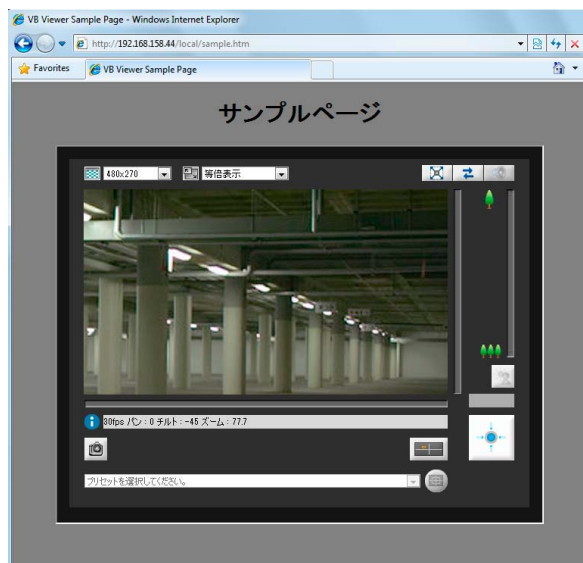 VB Viewer Sample Page - Windows Internet Explorer
http://192.168.158.44/local/sample.htm
Favorites
VB Viewer Sample Page
サンプルページ
480x270
等倍表示
30fps パン : 0 チルト : -45 ズーム : 77.7
プリセットを選択してください。